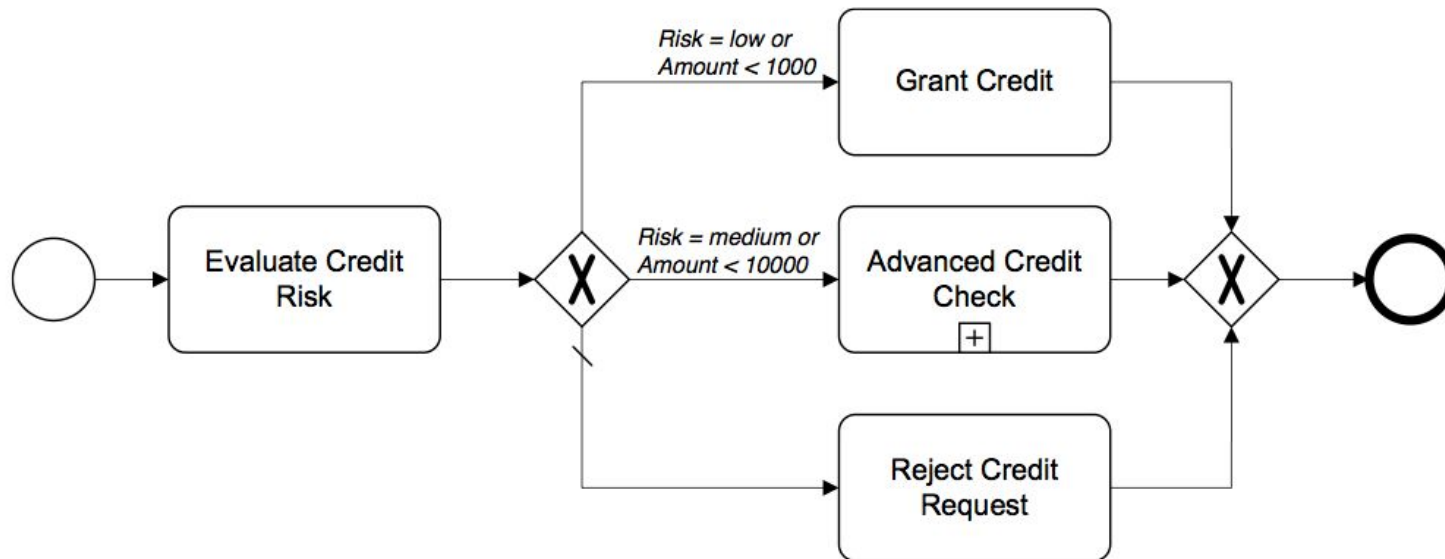 Risk = low or
Amount < 1000
Grant Credit
Evaluate Credit
Risk
X
Risk = medium or
Amount < 10000
Advanced Credit
Check
+
X
Reject Credit
Request